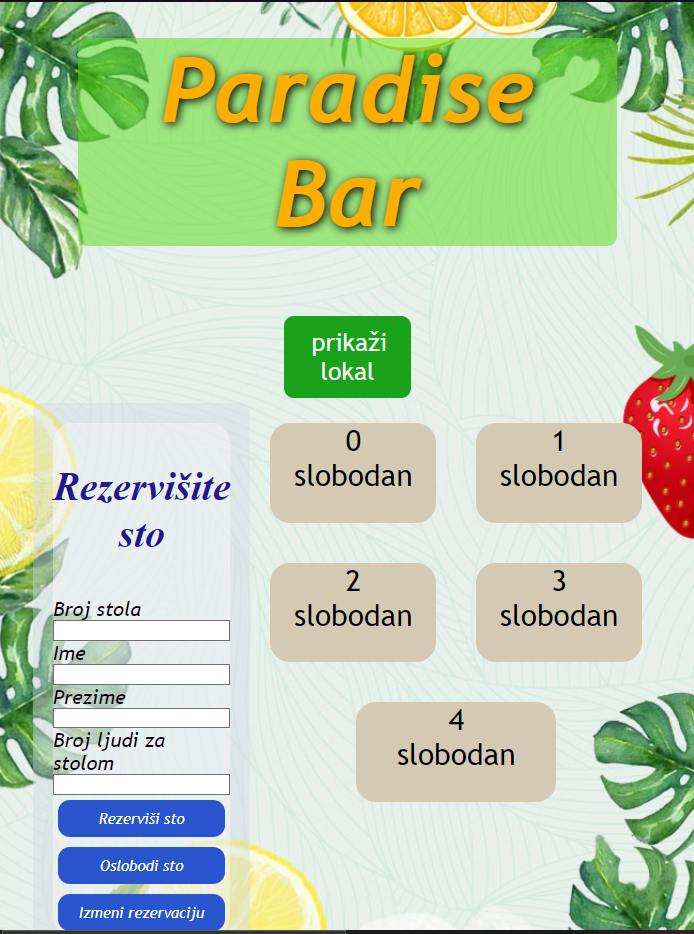 Paradise
Bar
prikaži
lokal
Rezervišite
sto
Broj stola
Ime
Prezime
Broj ljudi za
stolom
Rezerviši sto
Oslobodi sto
Izmeni rezervaciju
0
slobodan
1
slobodan
2
slobodan
3
slobodan
4
slobodan